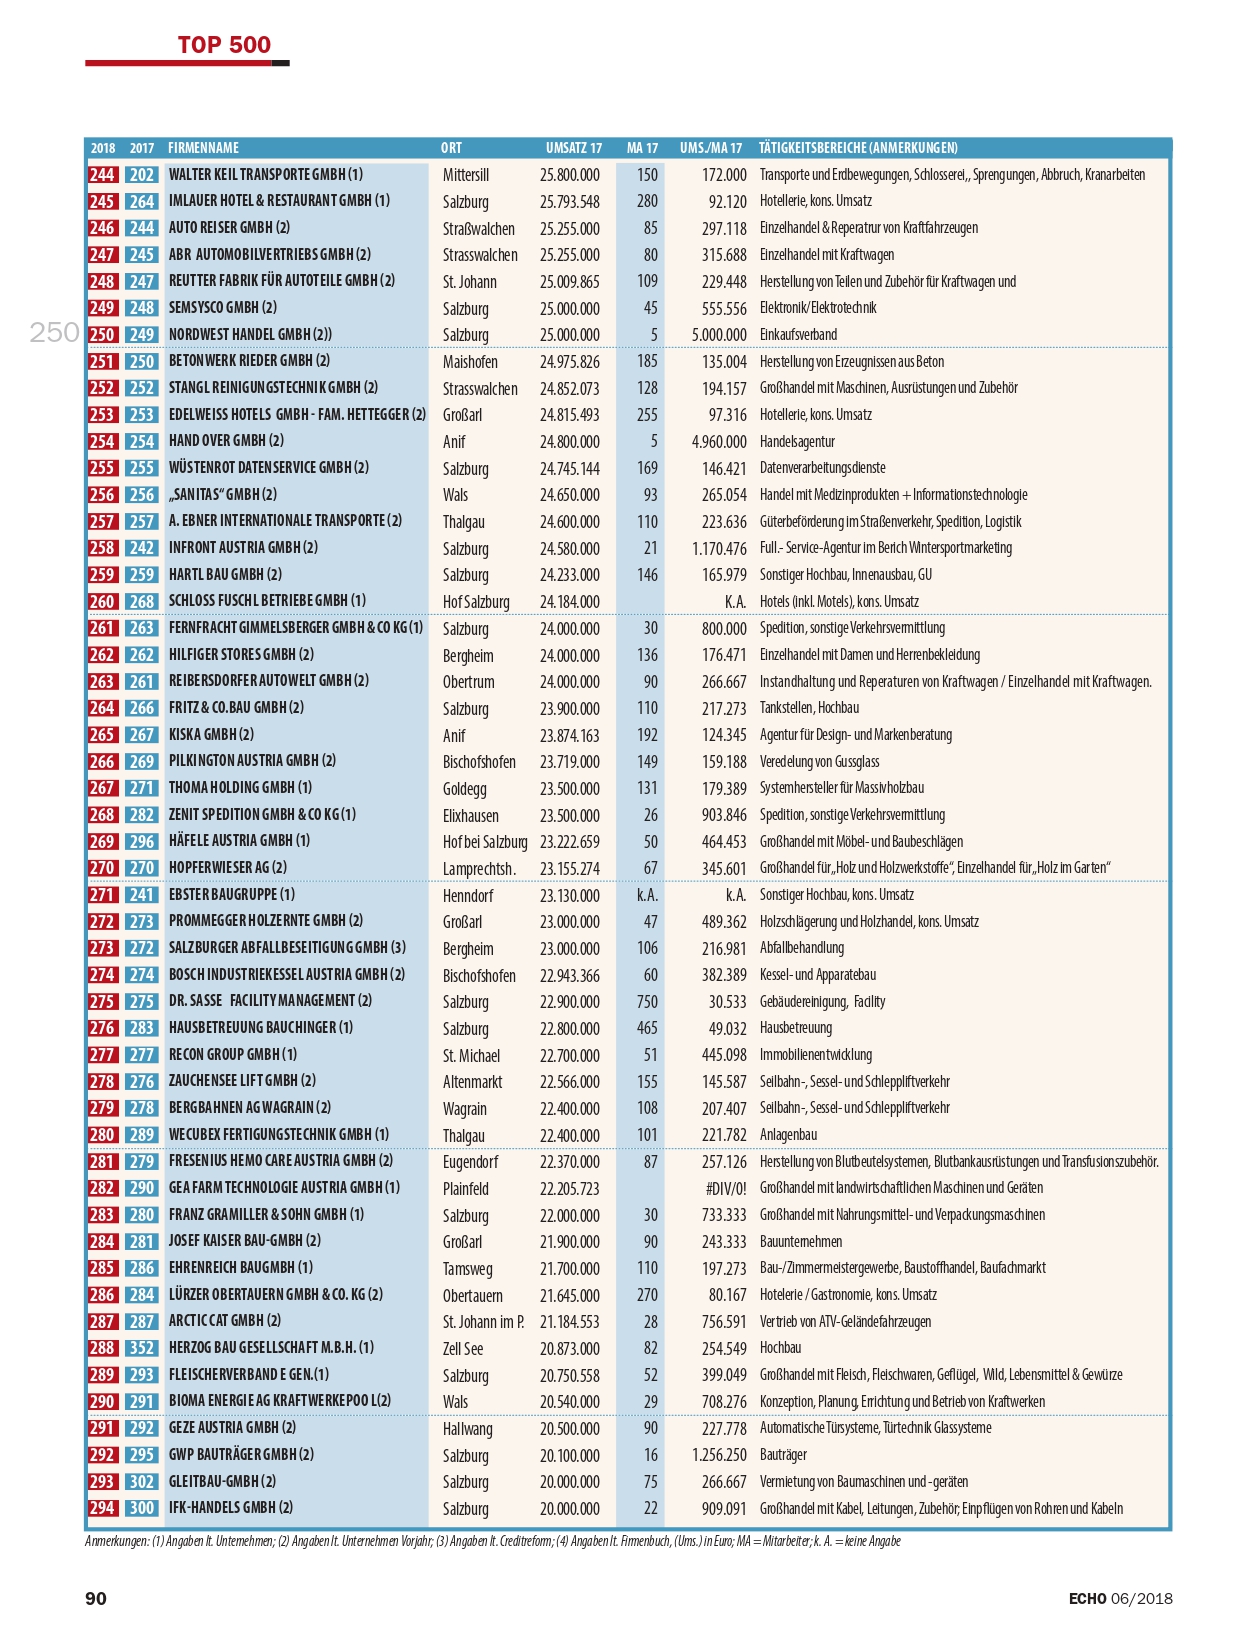 TOP 500
2018 2017 FIRMENNAME ORT UMSATZ 17 MA 17 UMS./MA 17 TÄTIGKEITSBEREICHE (ANMERKUNGEN)
244 202 WALTER KEIL TRANSPORTE GMBH (1) Mittersill 25.800.000 150 172.000 Transporte und Erdbewegungen, Schlosserei,, Sprengungen, Abbruch, Kranarbeiten
245 264 IMLAUER HOTEL & RESTAURANT GMBH (1) Salzburg 25.793.548 280 92.120 Hotellerie, kons. Umsatz
246 244 AUTO REISER GMBH (2) Straßwalchen 25.255.000 85 297.118 Einzelhandel & Reperatrur von Kraftfahrzeugen
247 245 ABR AUTOMOBILVERTRIEBS GMBH (2) Strasswalchen 25.255.000 80 315.688 Einzelhandel mit Kraftwagen
248 247 REUTTER FABRIK FÜR AUTOTEILE GMBH (2) St. Johann 25.009.865 109 229.448 Herstellung von Teilen und Zubehör für Kraftwagen und
249 248 SEMSYSCO GMBH (2) Salzburg 25.000.000 45 555.556 Elektronik/Elektrotechnik
250 250 249 NORDWEST HANDEL GMBH (2)) Salzburg 25.000.000 5 5.000.000 Einkaufsverband
251 250 BETONWERK RIEDER GMBH (2) Maishofen 24.975.826 185 135.004 Herstellung von Erzeugnissen aus Beton
252 252 STANGL REINIGUNGSTECHNIK GMBH (2) Strasswalchen 24.852.073 128 194.157 Großhandel mit Maschinen, Ausrüstungen und Zubehör
253 253 EDELWEISS HOTELS GMBH - FAM. HETTEGGER (2) Großarl 24.815.493 255 97.316 Hotellerie, kons. Umsatz
254 254 HAND OVER GMBH (2) Anif 24.800.000 5 4.960.000 Handelsagentur
255 255 WÜSTENROT DATENSERVICE GMBH (2) Salzburg 24.745.144 169 146.421 Datenverarbeitungsdienste
256 256 „SANITAS“ GMBH (2) Wals 24.650.000 93 265.054 Handel mit Medizinprodukten + Informationstechnologie
257 257 A. EBNER INTERNATIONALE TRANSPORTE (2) Thalgau 24.600.000 110 223.636 Güterbeförderung im Straßenverkehr, Spedition, Logistik
258 242 INFRONT AUSTRIA GMBH (2) Salzburg 24.580.000 21 1.170.476 Full.- Service-Agentur im Berich Wintersportmarketing
259 259 HARTL BAU GMBH (2) Salzburg 24.233.000 146 165.979 Sonstiger Hochbau, Innenausbau, GU
260 268 SCHLOSS FUSCHL BETRIEBE GMBH (1) Hof Salzburg 24.184.000 K.A. Hotels (inkl. Motels), kons. Umsatz
261 263 FERNFRACHT GIMMELSBERGER GMBH & CO KG (1) Salzburg 24.000.000 30 800.000 Spedition, sonstige Verkehrsvermittlung
262 262 HILFIGER STORES GMBH (2) Bergheim 24.000.000 136 176.471 Einzelhandel mit Damen und Herrenbekleidung
263 261 REIBERSDORFER AUTOWELT GMBH (2) Obertrum 24.000.000 90 266.667 Instandhaltung und Reperaturen von Kraftwagen / Einzelhandel mit Kraftwagen.
264 266 FRITZ & CO.BAU GMBH (2) Salzburg 23.900.000 110 217.273 Tankstellen, Hochbau
265 267 KISKA GMBH (2) Anif 23.874.163 192 124.345 Agentur für Design- und Markenberatung
266 269 PILKINGTON AUSTRIA GMBH (2) Bischofshofen 23.719.000 149 159.188 Veredelung von Gussglass
267 271 THOMA HOLDING GMBH (1) Goldegg 23.500.000 131 179.389 Systemhersteller für Massivholzbau
268 282 ZENIT SPEDITION GMBH & CO KG (1) Elixhausen 23.500.000 26 903.846 Spedition, sonstige Verkehrsvermittlung
269 296 HÄFELE AUSTRIA GMBH (1) Hof bei Salzburg 23.222.659 50 464.453 Großhandel mit Möbel- und Baubeschlägen
270 270 HOPFERWIESER AG (2) Lamprechtsh. 23.155.274 67 345.601 Großhandel für „Holz und Holzwerkstoffe“, Einzelhandel für „Holz im Garten“
271 241 EBSTER BAUGRUPPE (1) Henndorf 23.130.000 k.A. k.A. Sonstiger Hochbau, kons. Umsatz
272 273 PROMMEGGER HOLZERNTE GMBH (2) Großarl 23.000.000 47 489.362 Holzschlägerung und Holzhandel, kons. Umsatz
273 272 SALZBURGER ABFALLBESEITIGUNG GMBH (3) Bergheim 23.000.000 106 216.981 Abfallbehandlung
274 274 BOSCH INDUSTRIEKESSEL AUSTRIA GMBH (2) Bischofshofen 22.943.366 60 382.389 Kessel- und Apparatebau
275 275 DR. SASSE FACILITY MANAGEMENT (2) Salzburg 22.900.000 750 30.533 Gebäudereinigung, Facility
276 283 HAUSBETREUUNG BAUCHINGER (1) Salzburg 22.800.000 465 49.032 Hausbetreuung
277 277 RECON GROUP GMBH (1) St. Michael 22.700.000 51 445.098 Immobilienentwicklung
278 276 ZAUCHENSEE LIFT GMBH (2) Altenmarkt 22.566.000 155 145.587 Seilbahn-, Sessel- und Schleppliftverkehr
279 278 BERGBAHNEN AG WAGRAIN (2) Wagrain 22.400.000 108 207.407 Seilbahn-, Sessel- und Schleppliftverkehr
280 289 WECUBEX FERTIGUNGSTECHNIK GMBH (1) Thalgau 22.400.000 101 221.782 Anlagenbau
281 279 FRESENIUS HEMO CARE AUSTRIA GMBH (2) Eugendorf 22.370.000 87 257.126 Herstellung von Blutbeutelsystemen, Blutbankausrüstungen und Transfusionszubehör.
282 290 GEA FARM TECHNOLOGIE AUSTRIA GMBH (1) Plainfeld 22.205.723 #DIV/0! Großhandel mit landwirtschaftlichen Maschinen und Geräten
283 280 FRANZ GRAMILLER & SOHN GMBH (1) Salzburg 22.000.000 30 733.333 Großhandel mit Nahrungsmittel- und Verpackungsmaschinen
284 281 JOSEF KAISER BAU-GMBH (2) Großarl 21.900.000 90 243.333 Bauunternehmen
285 286 EHRENREICH BAUGMBH (1) Tamsweg 21.700.000 110 197.273 Bau-/Zimmermeistergewerbe, Baustoffhandel, Baufachmarkt
286 284 LÜRZER OBERTAUERN GMBH & CO. KG (2) Obertauern 21.645.000 270 80.167 Hotelerie / Gastronomie, kons. Umsatz
287 287 ARCTIC CAT GMBH (2) St. Johann im P. 21.184.553 28 756.591 Vertrieb von ATV-Geländefahrzeugen
288 352 HERZOG BAU GESELLSCHAFT M.B.H. (1) Zell See 20.873.000 82 254.549 Hochbau
289 293 FLEISCHERVERBAND E GEN.(1) Salzburg 20.750.558 52 399.049 Großhandel mit Fleisch, Fleischwaren, Geflügel, Wild, Lebensmittel & Gewürze
290 291 BIOMA ENERGIE AG KRAFTWERKEPOO L(2) Wals 20.540.000 29 708.276 Konzeption, Planung, Errichtung und Betrieb von Kraftwerken
291 292 GEZE AUSTRIA GMBH (2) Hallwang 20.500.000 90 227.778 Automatische Türsysteme, Türtechnik Glassysteme
292 295 GWP BAUTRÄGER GMBH (2) Salzburg 20.100.000 16 1.256.250 Bauträger
293 302 GLEITBAU-GMBH (2) Salzburg 20.000.000 75 266.667 Vermietung von Baumaschinen und -geräten
294 300 IFK-HANDELS GMBH (2) Salzburg 20.000.000 22 909.091 Großhandel mit Kabel, Leitungen, Zubehör; Einpflügen von Rohren und Kabeln
Anmerkungen: (1) Angaben lt. Unternehmen; (2) Angaben lt. Unternehmen Vorjahr; (3) Angaben lt. Creditreform; (4) Angaben lt. Firmenbuch, (Ums.) in Euro; MA = Mitarbeiter; k. A. = keine Angabe
90 ECHO 06/2018